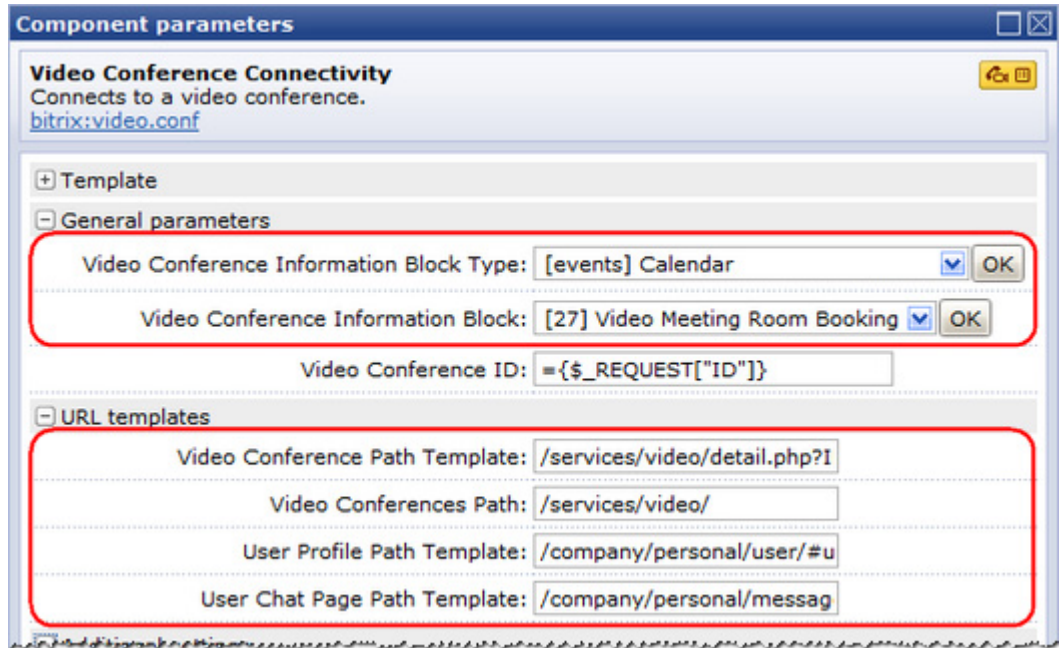 Component parameters
Video Conference Connectivity
Connects to a video conference.
bitrix:video.conf
Template
General parameters
Video Conference Information Block Type: [events] Calendar OK
Video Conference Information Block: [27] Video Meeting Room Booking OK
Video Conference ID: ={$_REQUEST["ID"]}
URL templates
Video Conference Path Template: /services/video/detail.php?I
Video Conferences Path: /services/video/
User Profile Path Template: /company/personal/user/#u
User Chat Page Path Template: /company/personal/messag